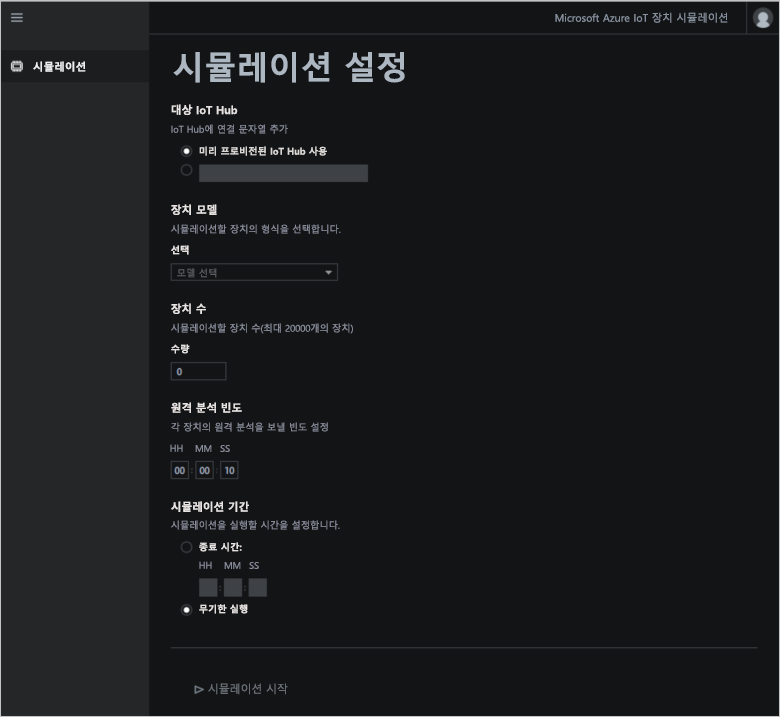 Microsoft Azure IoT 장치 시뮬레이션
시뮬레이션
시뮬레이션 설정
대상 IoT Hub
IoT Hub에 연결 문자열 추가
미리 프로비전된 IoT Hub 사용
장치 모델
시뮬레이션할 장치의 형식을 선택합니다.
선택
모델 선택
장치 수
시뮬레이션할 장치 수(최대 20000개의 장치)
수량
0
원격 분석 빈도
각 장치의 원격 분석을 보낼 빈도 설정
HH MM SS
00 : 00 : 10
시뮬레이션 기간
시뮬레이션을 실행할 시간을 설정합니다.
종료 시간:
HH MM SS
: :
무기한 실행
시뮬레이션 시작